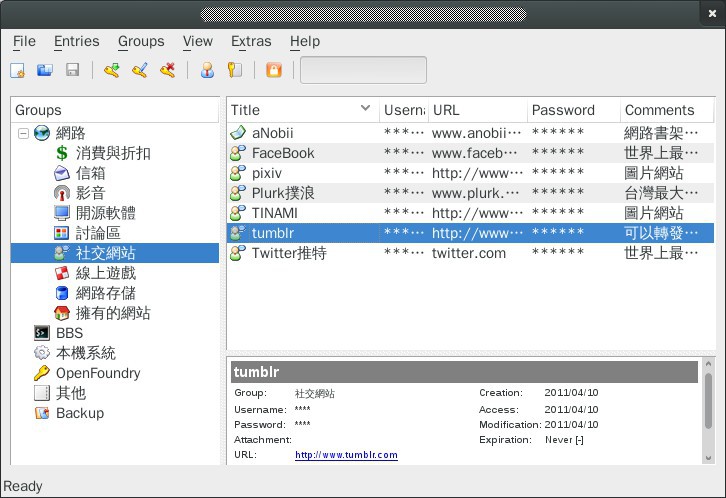 File Entries Groups View Extras Help
Groups
網路
消費與折扣
信箱
影音
開源軟體
討論區
社交網站
線上遊戲
網路存儲
擁有的網站
BBS
本機系統
OpenFoundry
其他
Backup
Title Usern URL Password Comments
aNobii ***… www.anobii… ****** 網路書架…
FaceBook ***… www.faceb… ****** 世界上最…
pixiv ***… http://www… ****** 圖片網站
Plurk撲浪 ***… www.plurk.… ****** 台灣最大…
TINAMI ***… http://www… ****** 圖片網站
tumblr ***… http://www… ****** 可以轉發…
Twitter推特 ***… twitter.com ****** 世界上最…
tumblr
Group: 社交網站 Creation: 2011/04/10
Username: **** Access: 2011/04/10
Password: **** Modification: 2011/04/10
Attachment: Expiration: Never [-]
URL: http://www.tumblr.com
Ready